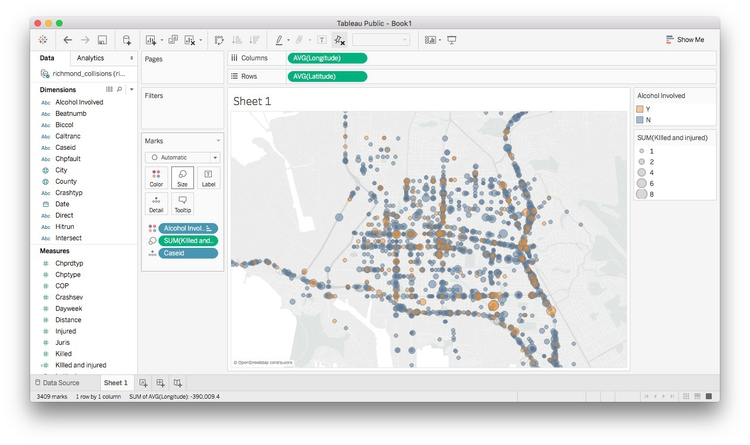 Tableau Public - Book1
Show Me
Data
Analytics
richmond_collisions (ri...
Dimensions
Abc Alcohol Involved
Abc Beatnumb
Abc Biccol
Abc Caltranc
Abc Caseid
Abc Chpfault
City
County
Abc Crashtyp
Date
Abc Direct
Abc Hitrun
Abc Intersect
Measures
Chprdtyp
Chptype
COP
Crashsev
Dayweek
Distance
Injured
Juris
Killed
Killed and injured
Pages
Filters
Marks
Automatic
Color
Size
Label
Detail
Tooltip
Alcohol Invol..
SUM(Killed and..
Caseid
Columns
AVG(Longitude)
Rows
AVG(Latitude)
Sheet 1
© OpenStreetMap contributors
Alcohol Involved
Y
N
SUM(Killed and injured)
1
2
4
6
8
Data Source
Sheet 1
3409 marks
1 row by 1 column
SUM of AVG(Longitude): -390,009.4